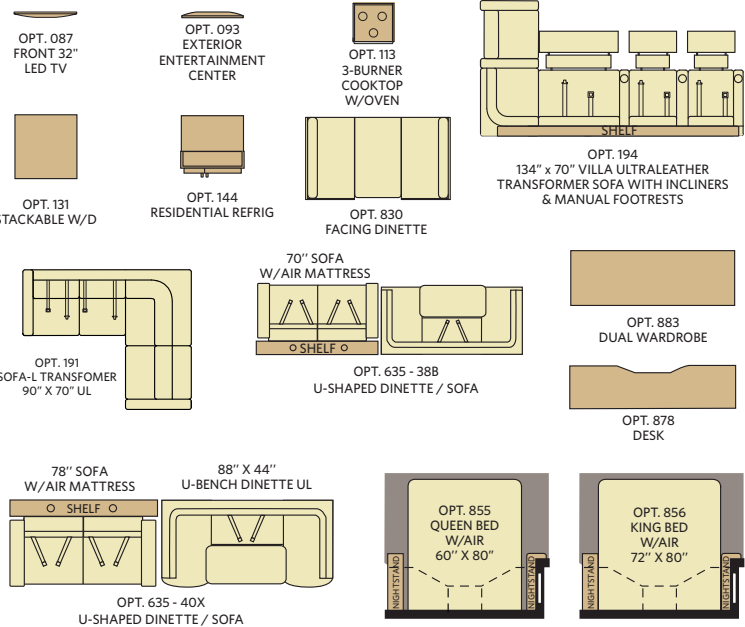 OPT. 087
FRONT 32"
LED TV
OPT. 093
EXTERIOR
ENTERTAINMENT
CENTER
OPT. 113
3-BURNER
COOKTOP
W/OVEN
SHELF
OPT. 194
134" x 70" VILLA ULTRALEATHER
TRANSFORMER SOFA WITH INCLINERS
& MANUAL FOOTRESTS
OPT. 131
STACKABLE W/D
OPT. 144
RESIDENTIAL REFRIG
OPT. 830
FACING DINETTE
OPT. 191
SOFA-L TRANSFOMER
90" X 70" UL
70" SOFA
W/AIR MATTRESS
SHELF
OPT. 635 - 38B
U-SHAPED DINETTE / SOFA
OPT. 883
DUAL WARDROBE
OPT. 878
DESK
78" SOFA
W/AIR MATTRESS
SHELF
88" X 44"
U-BENCH DINETTE UL
OPT. 635 - 40X
U-SHAPED DINETTE / SOFA
OPT. 855
QUEEN BED
W/AIR
60" X 80"
NIGHTSTAND
NIGHTSTAND
OPT. 856
KING BED
W/AIR
72" X 80"
NIGHTSTAND
NIGHTSTAND